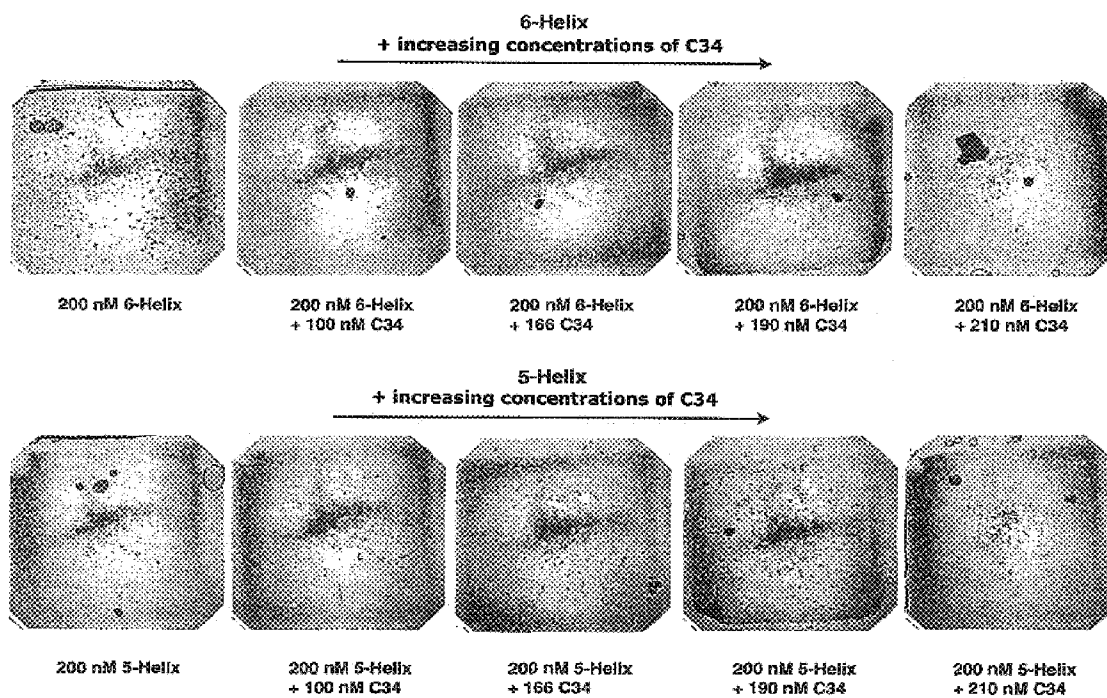 6-Helix
+ increasing concentrations of C34
200 nM 6-Helix
200 nM 6-Helix
+ 100 nM C34
200 nM 6-Helix
+ 166 C34
200 nM 6-Helix
+ 190 nM C34
200 nM 6-Helix
+ 210 nM C34
5-Helix
+ increasing concentrations of C34
200 nM 5-Helix
200 nM 5-Helix
+ 100 nM C34
200 nM 5-Helix
+ 166 C34
200 nM 5-Helix
+ 190 nM C34
200 nM 5-Helix
+ 210 nM C34